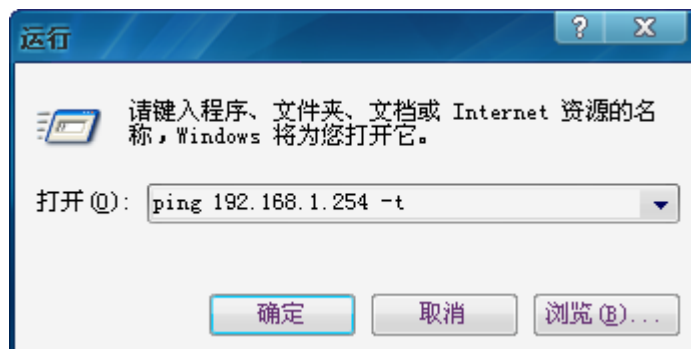 运行
请键入程序、文件夹、文档或 Internet 资源的名
称，Windows 将为您打开它。
打开(O): ping 192.168.1.254 -t
确定 取消 浏览(B)...